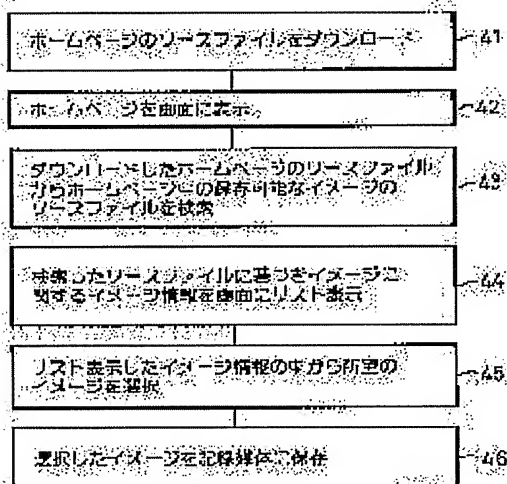 ホームページのソースファイルをダウンロード
41
ホームページを画面に表示
42
ダウンロードしたホームページのソースファイル
からホームページ上の保存可能なイメージの
ソースファイルを検索
43
検索したソースファイルに基づきイメージに
関するイメージ情報を画面にリスト表示
44
リスト表示したイメージ情報の中から所望の
イメージを選択
45
選択したイメージを記録媒体に保存
46